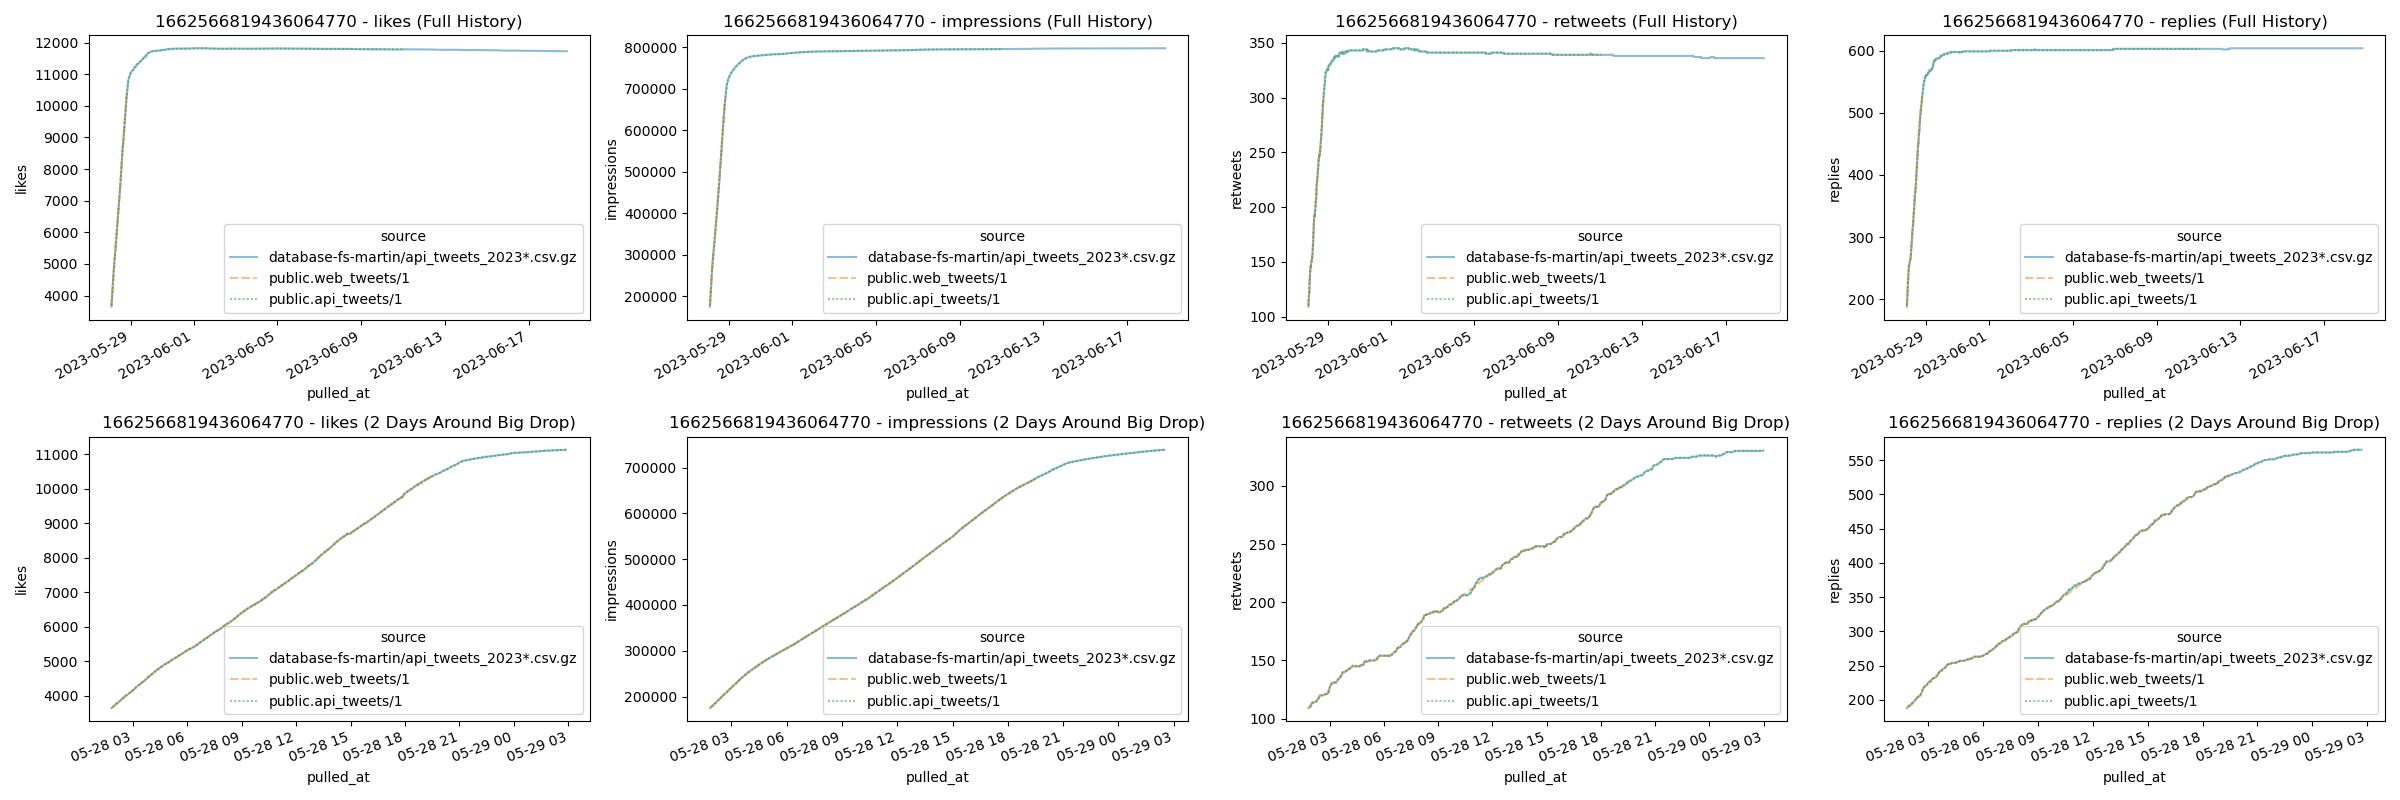 1662566819436064770 - likes (Full History)
12000
11000
10000
9000
8000
7000
6000
5000
4000
likes
source
database-fs-martin/api_tweets_2023*.csv.gz
public.web_tweets/1
public.api_tweets/1
2023-05-29
2023-06-01
2023-06-05
2023-06-09
2023-06-13
2023-06-17
pulled_at
1662566819436064770 - impressions (Full History)
800000
700000
600000
500000
400000
300000
200000
impressions
source
database-fs-martin/api_tweets_2023*.csv.gz
public.web_tweets/1
public.api_tweets/1
2023-05-29
2023-06-01
2023-06-05
2023-06-09
2023-06-13
2023-06-17
pulled_at
1662566819436064770 - retweets (Full History)
350
300
250
200
150
100
retweets
source
database-fs-martin/api_tweets_2023*.csv.gz
public.web_tweets/1
public.api_tweets/1
2023-05-29
2023-06-01
2023-06-05
2023-06-09
2023-06-13
2023-06-17
pulled_at
1662566819436064770 - replies (Full History)
600
500
400
300
200
replies
source
database-fs-martin/api_tweets_2023*.csv.gz
public.web_tweets/1
public.api_tweets/1
2023-05-29
2023-06-01
2023-06-05
2023-06-09
2023-06-13
2023-06-17
pulled_at
1662566819436064770 - likes (2 Days Around Big Drop)
11000
10000
9000
8000
7000
6000
5000
4000
likes
source
database-fs-martin/api_tweets_2023*.csv.gz
public.web_tweets/1
public.api_tweets/1
05-28 03
05-28 06
05-28 09
05-28 12
05-28 15
05-28 18
05-28 21
05-29 00
05-29 03
pulled_at
1662566819436064770 - impressions (2 Days Around Big Drop)
700000
600000
500000
400000
300000
200000
impressions
source
database-fs-martin/api_tweets_2023*.csv.gz
public.web_tweets/1
public.api_tweets/1
05-28 03
05-28 06
05-28 09
05-28 12
05-28 15
05-28 18
05-28 21
05-29 00
05-29 03
pulled_at
1662566819436064770 - retweets (2 Days Around Big Drop)
300
250
200
150
100
retweets
source
database-fs-martin/api_tweets_2023*.csv.gz
public.web_tweets/1
public.api_tweets/1
05-28 03
05-28 06
05-28 09
05-28 12
05-28 15
05-28 18
05-28 21
05-29 00
05-29 03
pulled_at
1662566819436064770 - replies (2 Days Around Big Drop)
550
500
450
400
350
300
250
200
replies
source
database-fs-martin/api_tweets_2023*.csv.gz
public.web_tweets/1
public.api_tweets/1
05-28 03
05-28 06
05-28 09
05-28 12
05-28 15
05-28 18
05-28 21
05-29 00
05-29 03
pulled_at